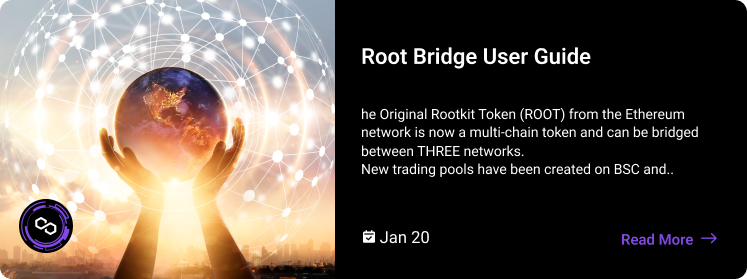 Root Bridge User Guide
he Original Rootkit Token (ROOT) from the Ethereum
network is now a multi-chain token and can be bridged
between THREE networks.
New trading pools have been created on BSC and..
Jan 20
Read More